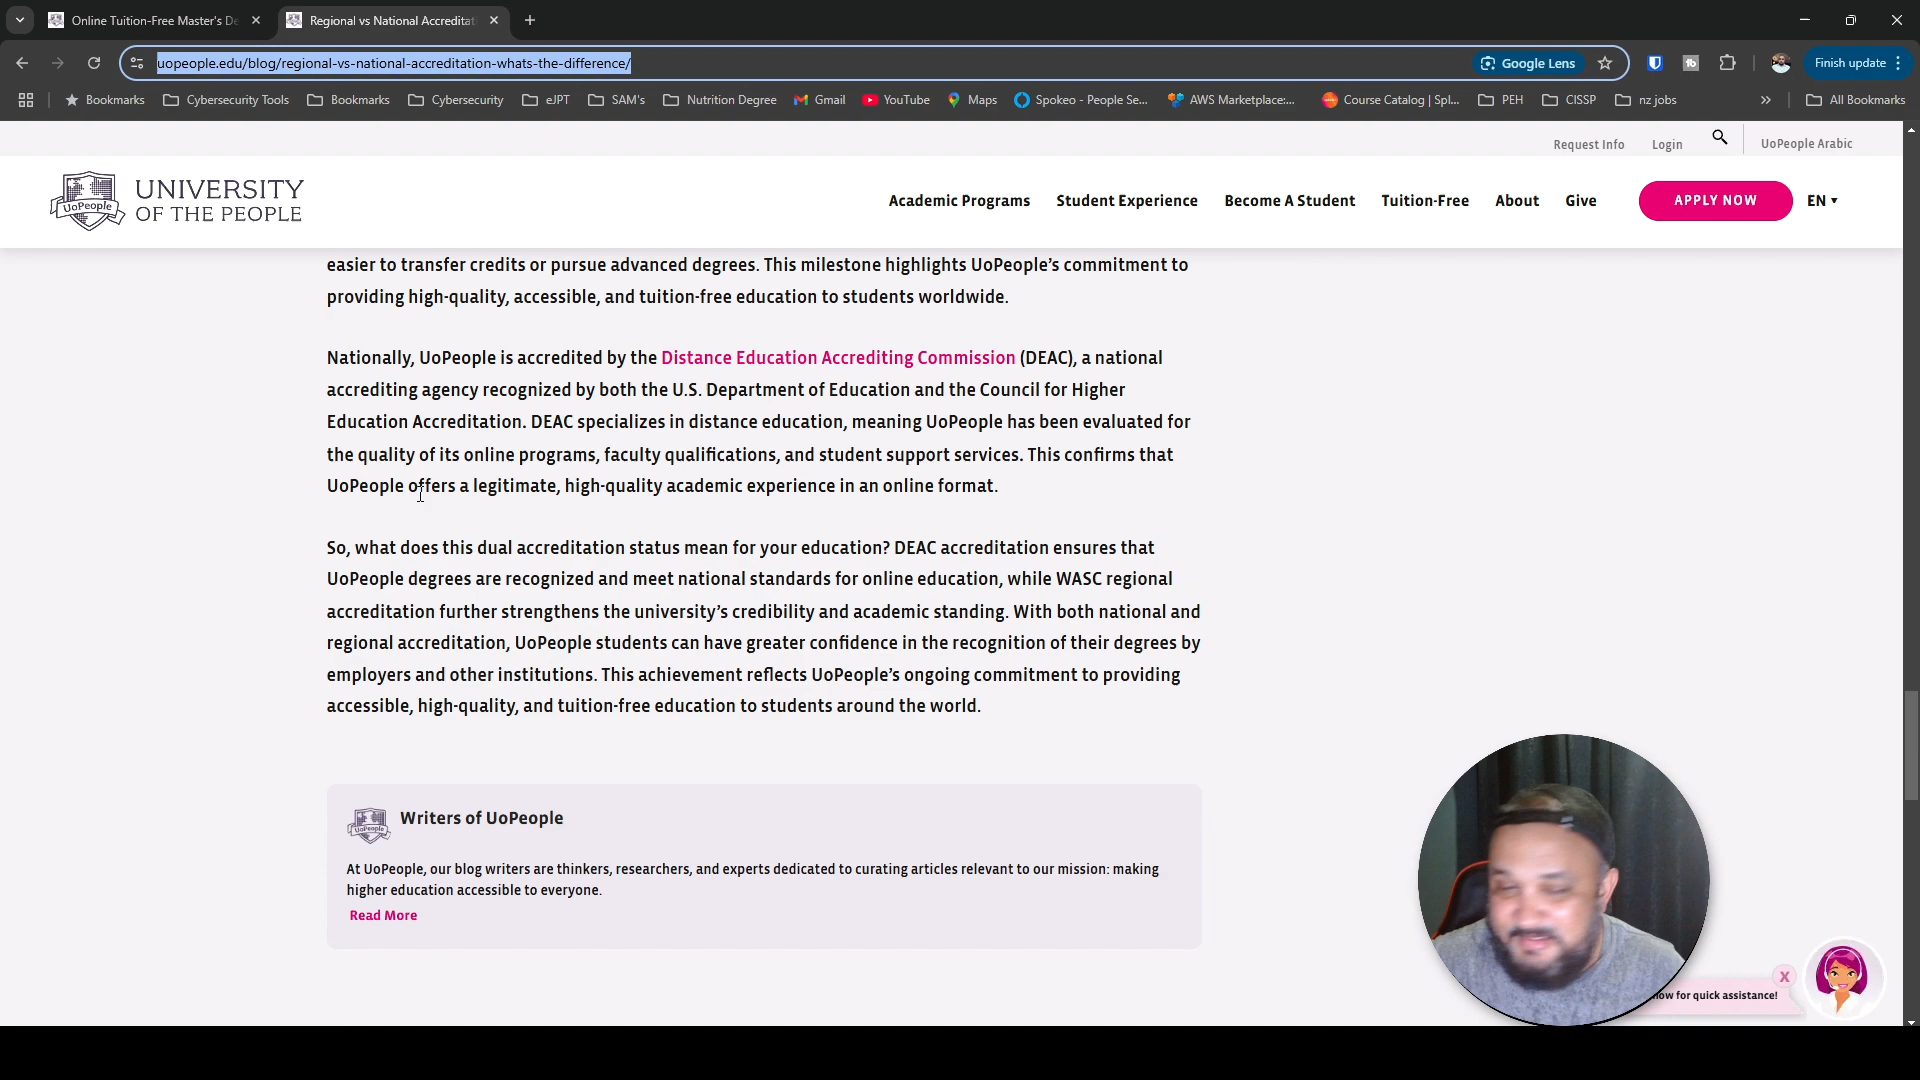 Online Tuition-Free Master's De
Regional vs National Accreditat
uopeople.edu/blog/regional-vs-national-accreditation-whats-the-difference/
Google Lens
Finish update
Bookmarks
Cybersecurity Tools
Bookmarks
Cybersecurity
eJPT
SAM's
Nutrition Degree
Gmail
YouTube
Maps
Spokeo - People Se...
AWS Marketplace:...
Course Catalog | Spl...
PEH
CISSP
nz jobs
»
All Bookmarks
Request Info
Login
UoPeople Arabic
UoPeople
UNIVERSITY
OF THE PEOPLE
Academic Programs
Student Experience
Become A Student
Tuition-Free
About
Give
APPLY NOW
EN
easier to transfer credits or pursue advanced degrees. This milestone highlights UoPeople's commitment to
providing high-quality, accessible, and tuition-free education to students worldwide.
Nationally, UoPeople is accredited by the Distance Education Accrediting Commission (DEAC), a national
accrediting agency recognized by both the U.S. Department of Education and the Council for Higher
Education Accreditation. DEAC specializes in distance education, meaning UoPeople has been evaluated for
the quality of its online programs, faculty qualifications, and student support services. This confirms that
UoPeople offers a legitimate, high-quality academic experience in an online format.
So, what does this dual accreditation status mean for your education? DEAC accreditation ensures that
UoPeople degrees are recognized and meet national standards for online education, while WASC regional
accreditation further strengthens the university's credibility and academic standing. With both national and
regional accreditation, UoPeople students can have greater confidence in the recognition of their degrees by
employers and other institutions. This achievement reflects UoPeople's ongoing commitment to providing
accessible, high-quality, and tuition-free education to students around the world.
UoPeople
Writers of UoPeople
At UoPeople, our blog writers are thinkers, researchers, and experts dedicated to curating articles relevant to our mission: making
higher education accessible to everyone.
Read More
X
now for quick assistance!